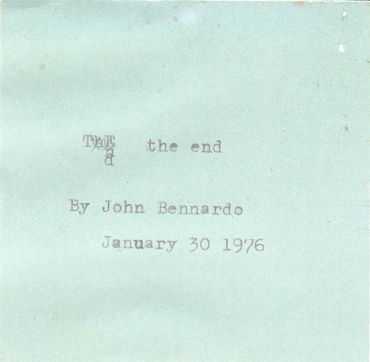 the end
By John Bennardo
January 30 1976